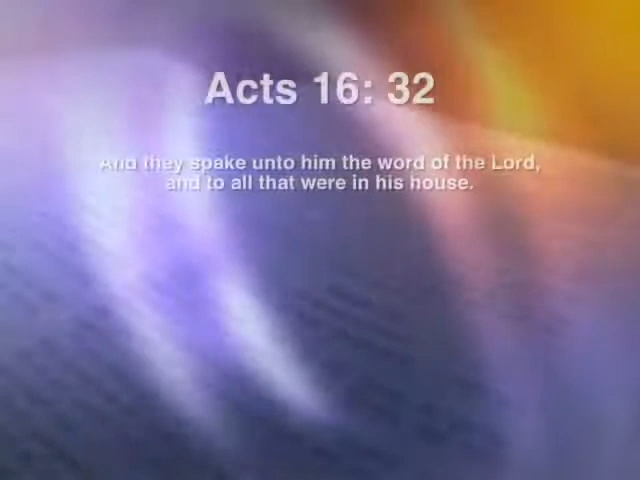 Acts 16: 32
And they spake unto him the word of the Lord,
and to all that were in his house.